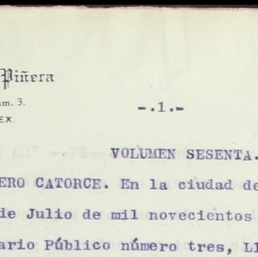 Piñera
m. 3.
EX.
-.1.-
VOLUMEN SESENTA.
ERO CATORCE. En la ciudad de
de Julio de mil novecientos
ario Público número tres, LI